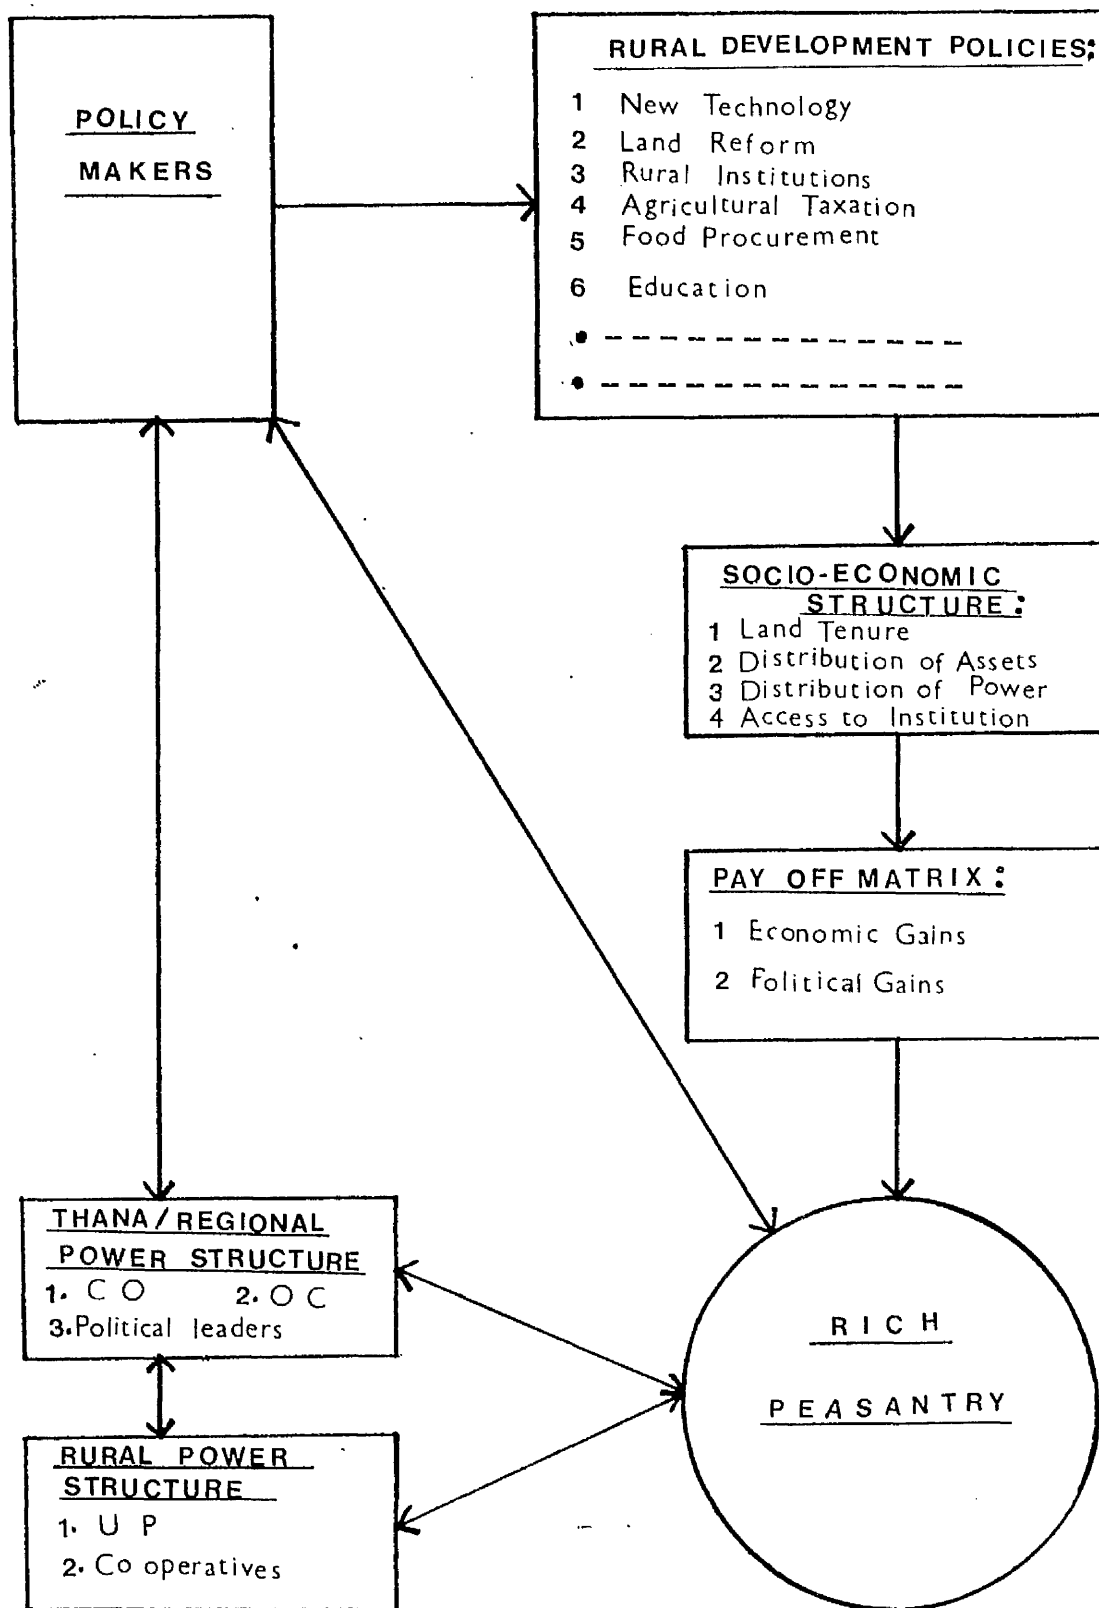 POLICY
MAKERS
RURAL DEVELOPMENT POLICIES:
1 New Technology
2 Land Reform
3 Rural Institutions
4 Agricultural Taxation
5 Food Procurement
6 Education
• --------------
• --------------
SOCIO-ECONOMIC
STRUCTURE:
1 Land Tenure
2 Distribution of Assets
3 Distribution of Power
4 Access to Institution
PAY OFF MATRIX:
1 Economic Gains
2 Folitical Gains
THANA/REGIONAL
POWER STRUCTURE
1. C O 2. O C
3. Political leaders
RICH
PEASANTRY
RURAL POWER
STRUCTURE
1. U P
2. Co operatives